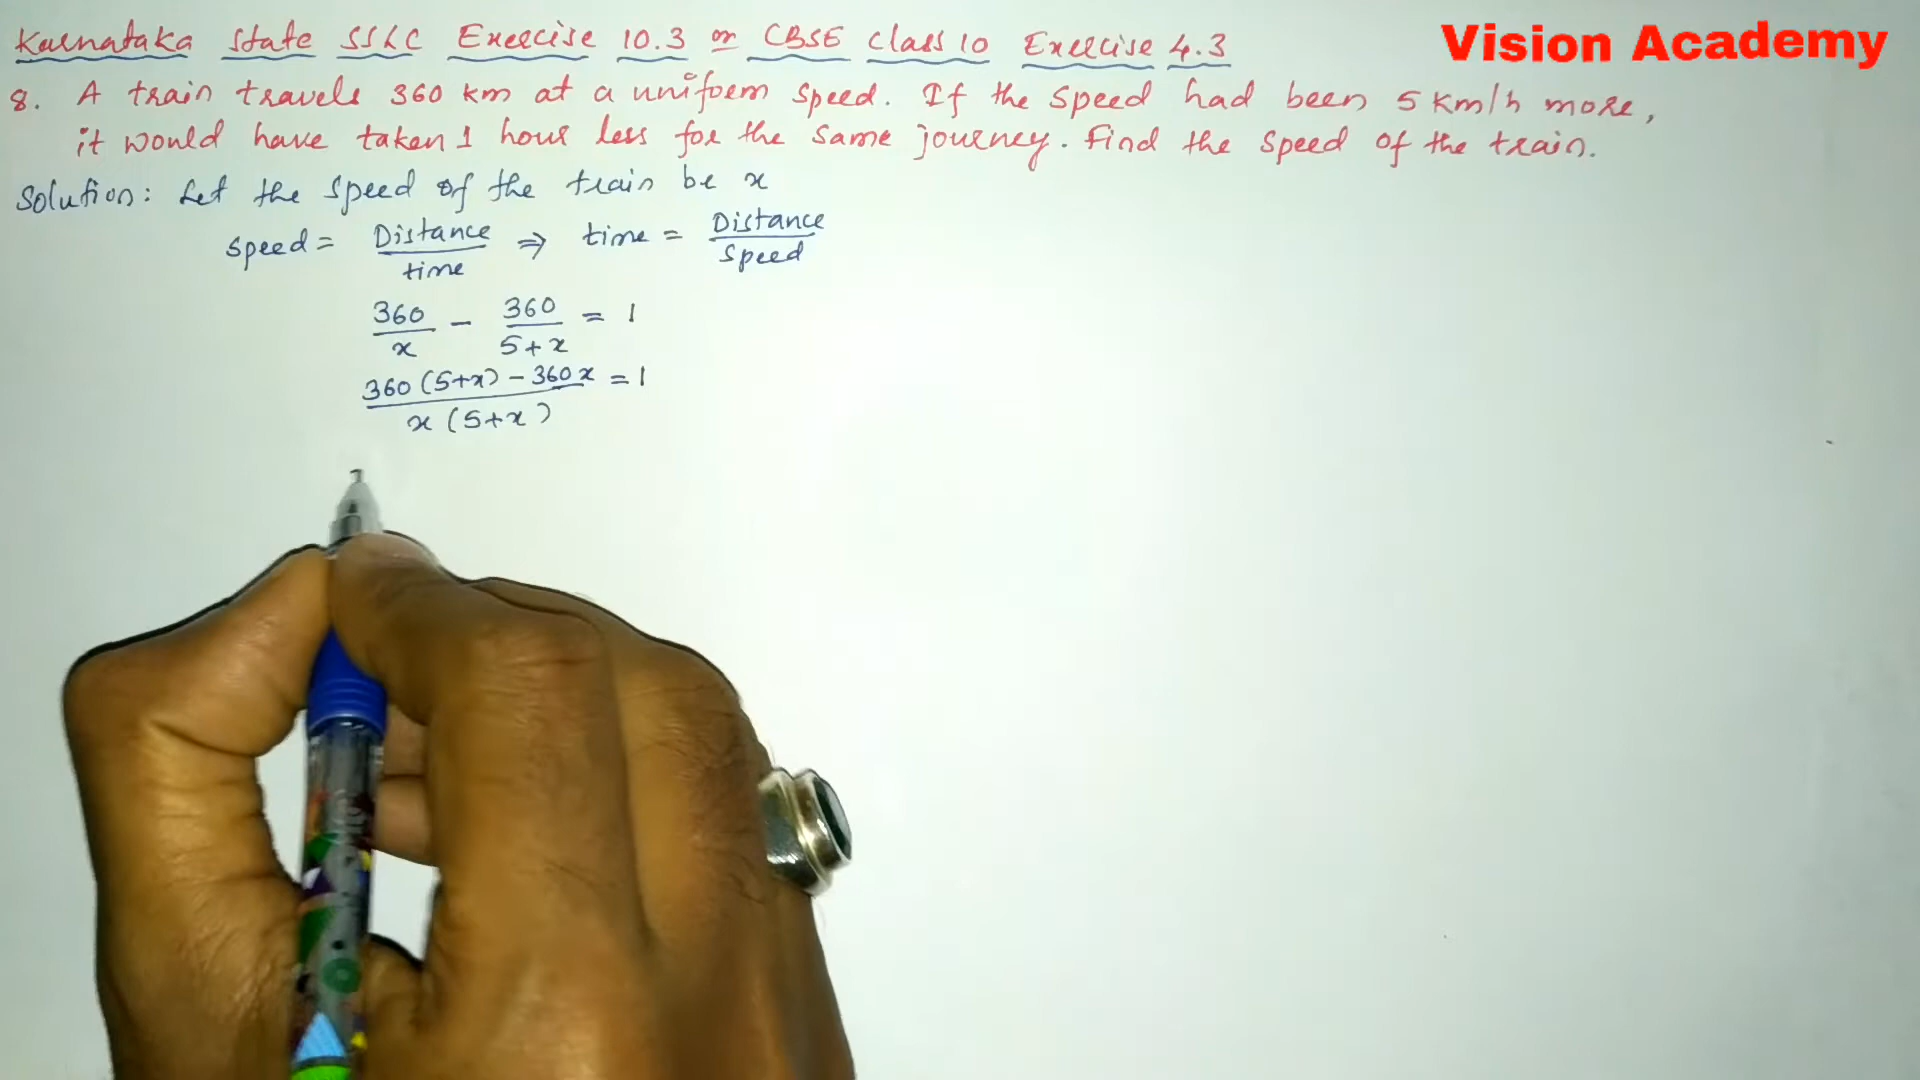 Karnataka State SSLC Exercise 10.3 or CBSE class 10 Exercise 4.3
Vision Academy
8. A train travels 360 km at a uniform speed. If the speed had been 5 km/h more,
it would have taken 1 hour less for the same journey. Find the speed of the train.
Solution: Let the speed of the train be x
speed = Distance/time ⇒ time = Distance/Speed
360/x - 360/5+x = 1
360(5+x) - 360x/x(5+x) = 1